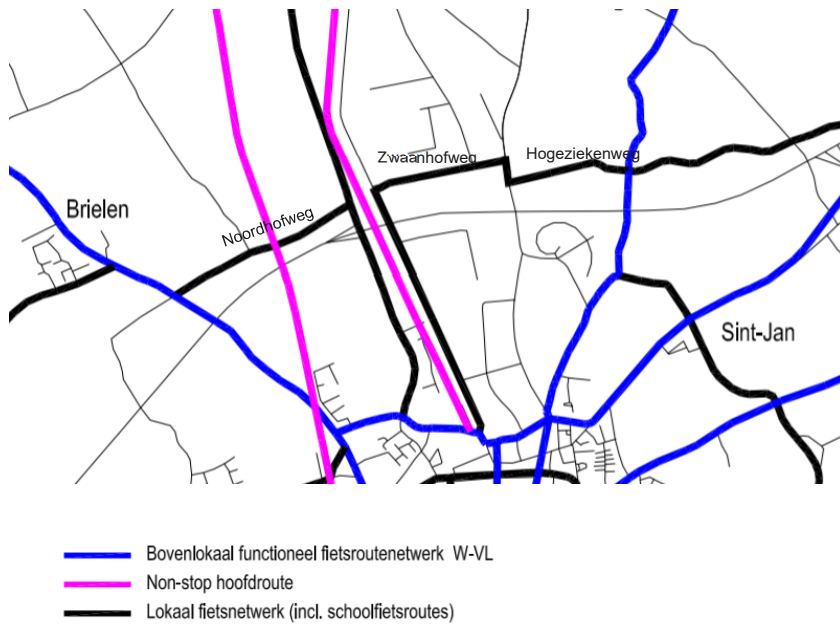 Zwaanhofweg
Hogeziekenweg
Brielen
Noordhofweg
Sint-Jan
Bovenlokaal functioneel fietsroutenetwerk W-VL
Non-stop hoofdroute
Lokaal fietsnetwerk (incl. schoolfietsroutes)